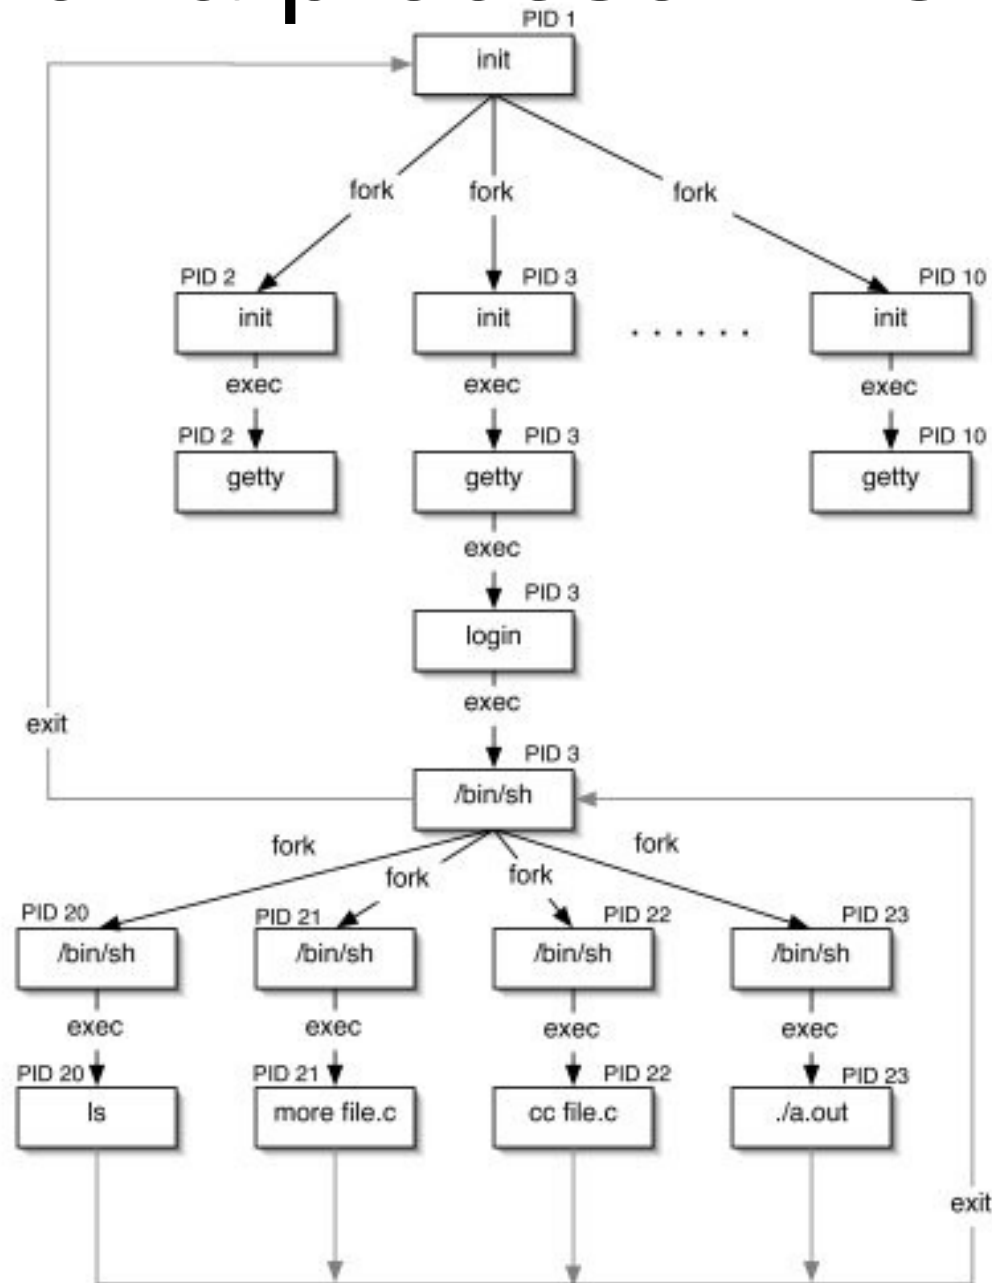 PID 1
init
fork fork fork
PID 2 PID 3 PID 10
init init init
exec exec exec
PID 2 PID 3 PID 10
getty getty getty
exec
PID 3
login
exec
exit
PID 3
/bin/sh
fork fork fork fork
PID 20 PID 21 PID 22 PID 23
/bin/sh /bin/sh /bin/sh /bin/sh
exec exec exec exec
PID 20 PID 21 PID 22 PID 23
ls more file.c cc file.c ./a.out
exit